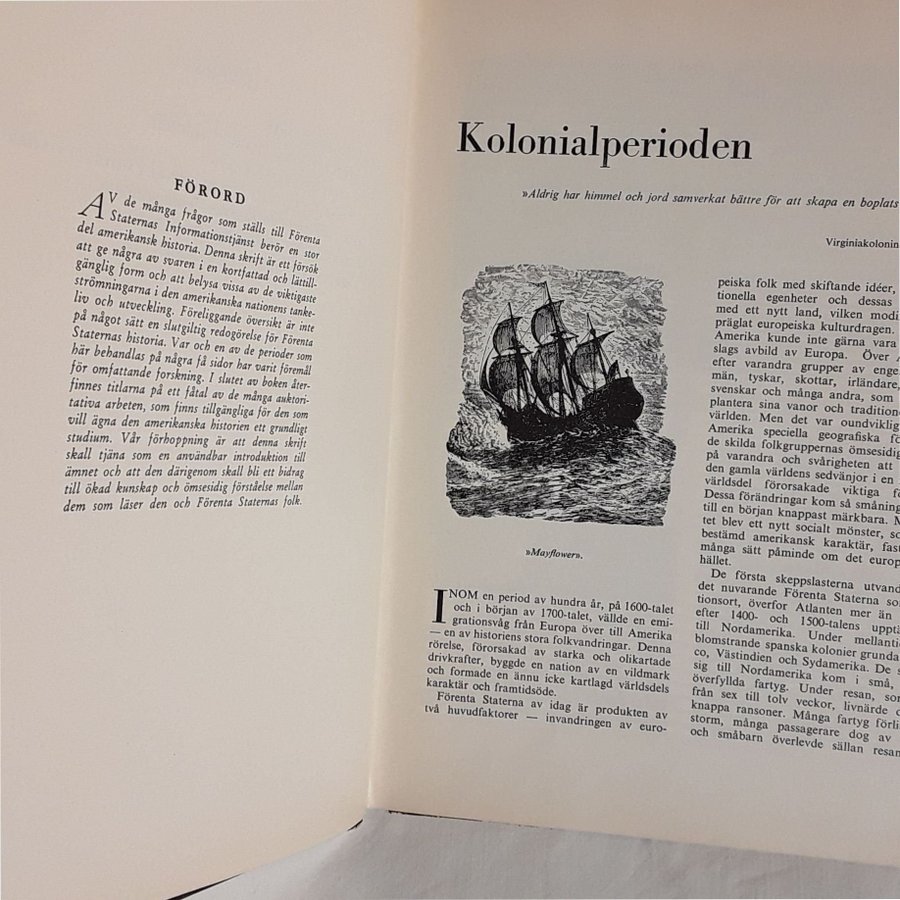 FÖRORD
AV de många frågor som ställs till Förenta
Staternas Informationstjänst berör en stor
del amerikansk historia. Denna skrift är ett försök
att ge några av svaren i en kortfattad och lättill-
gänglig form och att belysa vissa av de viktigaste
strömningarna i den amerikanska nationens tanke-
liv och utveckling. Föreliggande översikt är inte
på något sätt en slutgiltig redogörelse för Förenta
Staternas historia. Var och en av de perioder som
här behandlas på några få sidor har varit föremål
för omfattande forskning. I slutet av boken åter-
finnes titlarna på ett fåtal av de många auktori-
tativa arbeten, som finns tillgängliga för den som
vill ägna den amerikanska historien ett grundligt
studium. Vår förhoppning är att denna skrift
skall tjäna som en användbar introduktion till
ämnet och att den därigenom skall bli ett bidrag
till ökad kunskap och ömsesidig förståelse mellan
dem som läser den och Förenta Staternas folk.
Kolonialperioden
»Aldrig har himmel och jord samverkat bättre för att skapa en boplats
Virginiakolonin
»Mayflower».
INOM en period av hundra år, på 1600-talet
och i början av 1700-talet, vällde en emi-
grationsvåg från Europa över till Amerika
— en av historiens stora folkvandringar. Denna
rörelse, förorsakad av starka och olikartade
drivkrafter, byggde en nation av en vildmark
och formade en ännu icke kartlagd världsdels
karaktär och framtidsöde.
Förenta Staterna av idag är produkten av
två huvudfaktorer — invandringen av euro-
peiska folk med skiftande idéer,
tionella egenheter och dessas
med ett nytt land, vilken modi
präglat europeiska kulturdragen.
Amerika kunde inte gärna vara
slags avbild av Europa. Över
efter varandra grupper av enge
män, tyskar, skottar, irländare,
svenskar och många andra, som
plantera sina vanor och traditione
världen. Men det var oundviklig
Amerika speciella geografiska fö
de skilda folkgruppernas ömsesidig
på varandra och svårigheten att
den gamla världens sedvänjor i en
världsdel förorsakade viktiga fö
Dessa förändringar kom så småning
till en början knappast märkbara. M
tet blev ett nytt socialt mönster, so
bestämd amerikansk karaktär, fast
många sätt påminde om det europ
hället.
De första skeppslasterna utvand
det nuvarande Förenta Staterna so
tionsort, överfor Atlanten mer än
efter 1400- och 1500-talens upptä
till Nordamerika. Under mellantid
blomstrande spanska kolonier grunda
co, Västindien och Sydamerika. De s
sig till Nordamerika kom i små,
överfyllda fartyg. Under resan, som
från sex till tolv veckor, livnärde
knappa ransoner. Många fartyg förli
storm, många passagerare dog av
och småbarn överlevde sällan resan